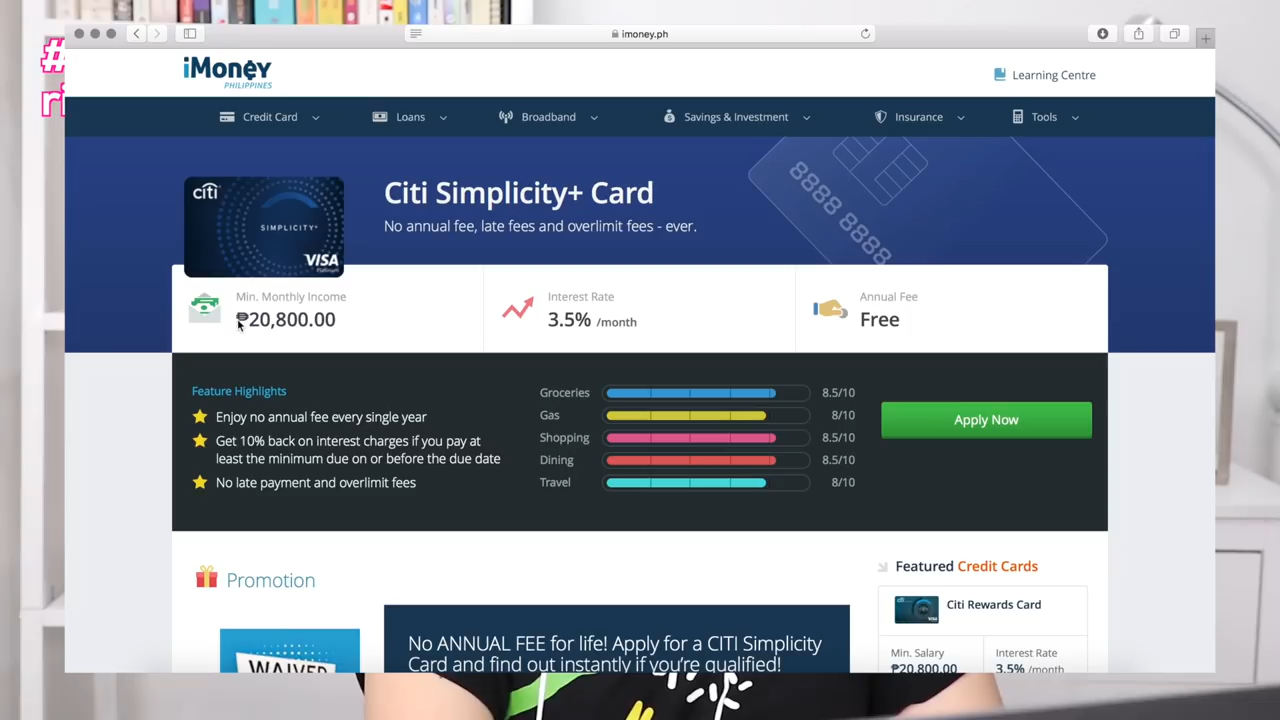 #
ri
imoney.ph
iMoney
PHILIPPINES
Learning Centre
Credit Card
Loans
Broadband
Savings & Investment
Insurance
Tools
citi
SIMPLICITY+
VISA
Platinum
Citi Simplicity+ Card
No annual fee, late fees and overlimit fees - ever.
8888 8888
Min. Monthly Income
₱20,800.00
Interest Rate
3.5% /month
Annual Fee
Free
Feature Highlights
Enjoy no annual fee every single year
Get 10% back on interest charges if you pay at
least the minimum due on or before the due date
No late payment and overlimit fees
Groceries 8.5/10
Gas 8/10
Shopping 8.5/10
Dining 8.5/10
Travel 8/10
Apply Now
Promotion
WAIVED
No ANNUAL FEE for life! Apply for a CITI Simplicity
Card and find out instantly if you're qualified!
Featured Credit Cards
Citi Rewards Card
Min. Salary
₱20,800.00
Interest Rate
3.5% /month